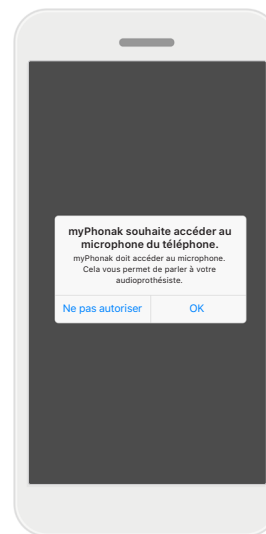 myPhonak souhaite accéder au
microphone du téléphone.
myPhonak doit accéder au microphone.
Cela vous permet de parler à votre
audioprothésiste.
Ne pas autoriser
OK